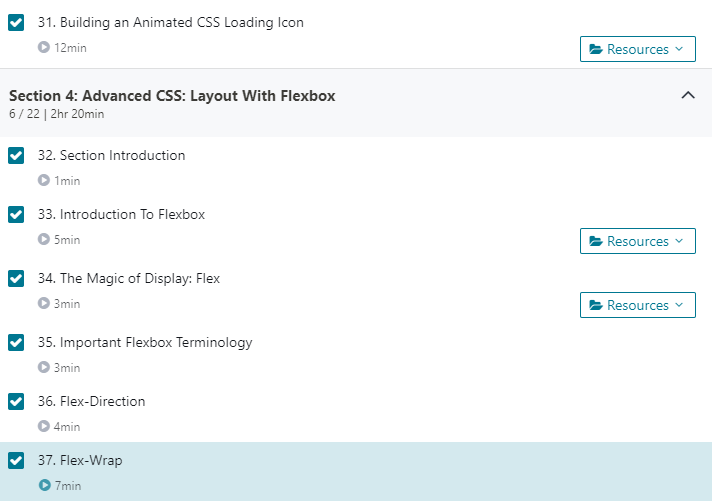 31. Building an Animated CSS Loading Icon
12min
Resources
Section 4: Advanced CSS: Layout With Flexbox
6 / 22 | 2hr 20min
32. Section Introduction
1min
33. Introduction To Flexbox
5min
Resources
34. The Magic of Display: Flex
3min
Resources
35. Important Flexbox Terminology
3min
36. Flex-Direction
4min
37. Flex-Wrap
7min